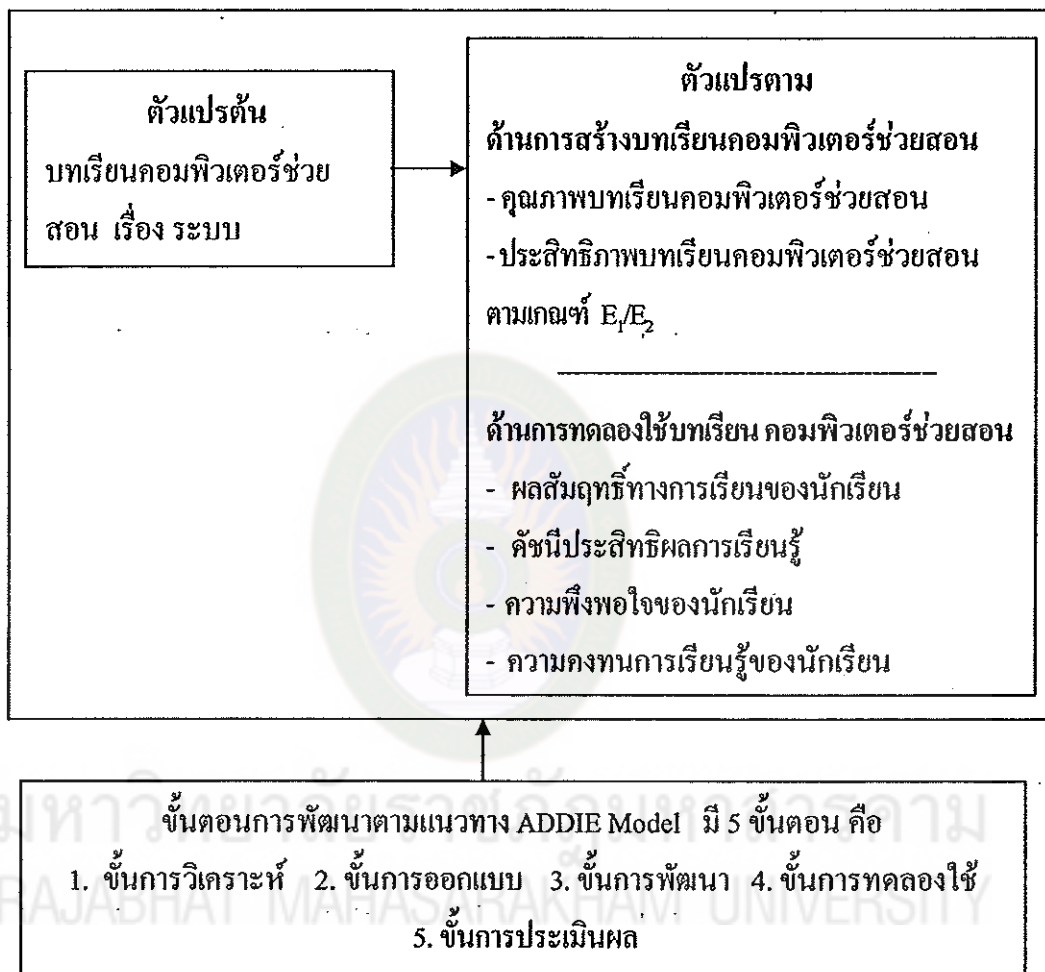 ตัวแปรต้น
บทเรียนคอมพิวเตอร์ช่วย
สอน เรื่อง ระบบ
ตัวแปรตาม
ด้านการสร้างบทเรียนคอมพิวเตอร์ช่วยสอน
- คุณภาพบทเรียนคอมพิวเตอร์ช่วยสอน
- ประสิทธิภาพบทเรียนคอมพิวเตอร์ช่วยสอน
ตามเกณฑ์ E₁/E₂
ด้านการทดลองใช้บทเรียน คอมพิวเตอร์ช่วยสอน
- ผลสัมฤทธิ์ทางการเรียนของนักเรียน
- ดัชนีประสิทธิผลการเรียนรู้
- ความพึงพอใจของนักเรียน
- ความคงทนการเรียนรู้ของนักเรียน
ขั้นตอนการพัฒนาตามแนวทาง ADDIE Model มี 5 ขั้นตอน คือ
1. ขั้นการวิเคราะห์ 2. ขั้นการออกแบบ 3. ขั้นการพัฒนา 4. ขั้นการทดลองใช้
5. ขั้นการประเมินผล
มหาวิทยาลัยราชภัฏมหาสารคาม
RAJABHAT MAHASARAKHAM UNIVERSITY